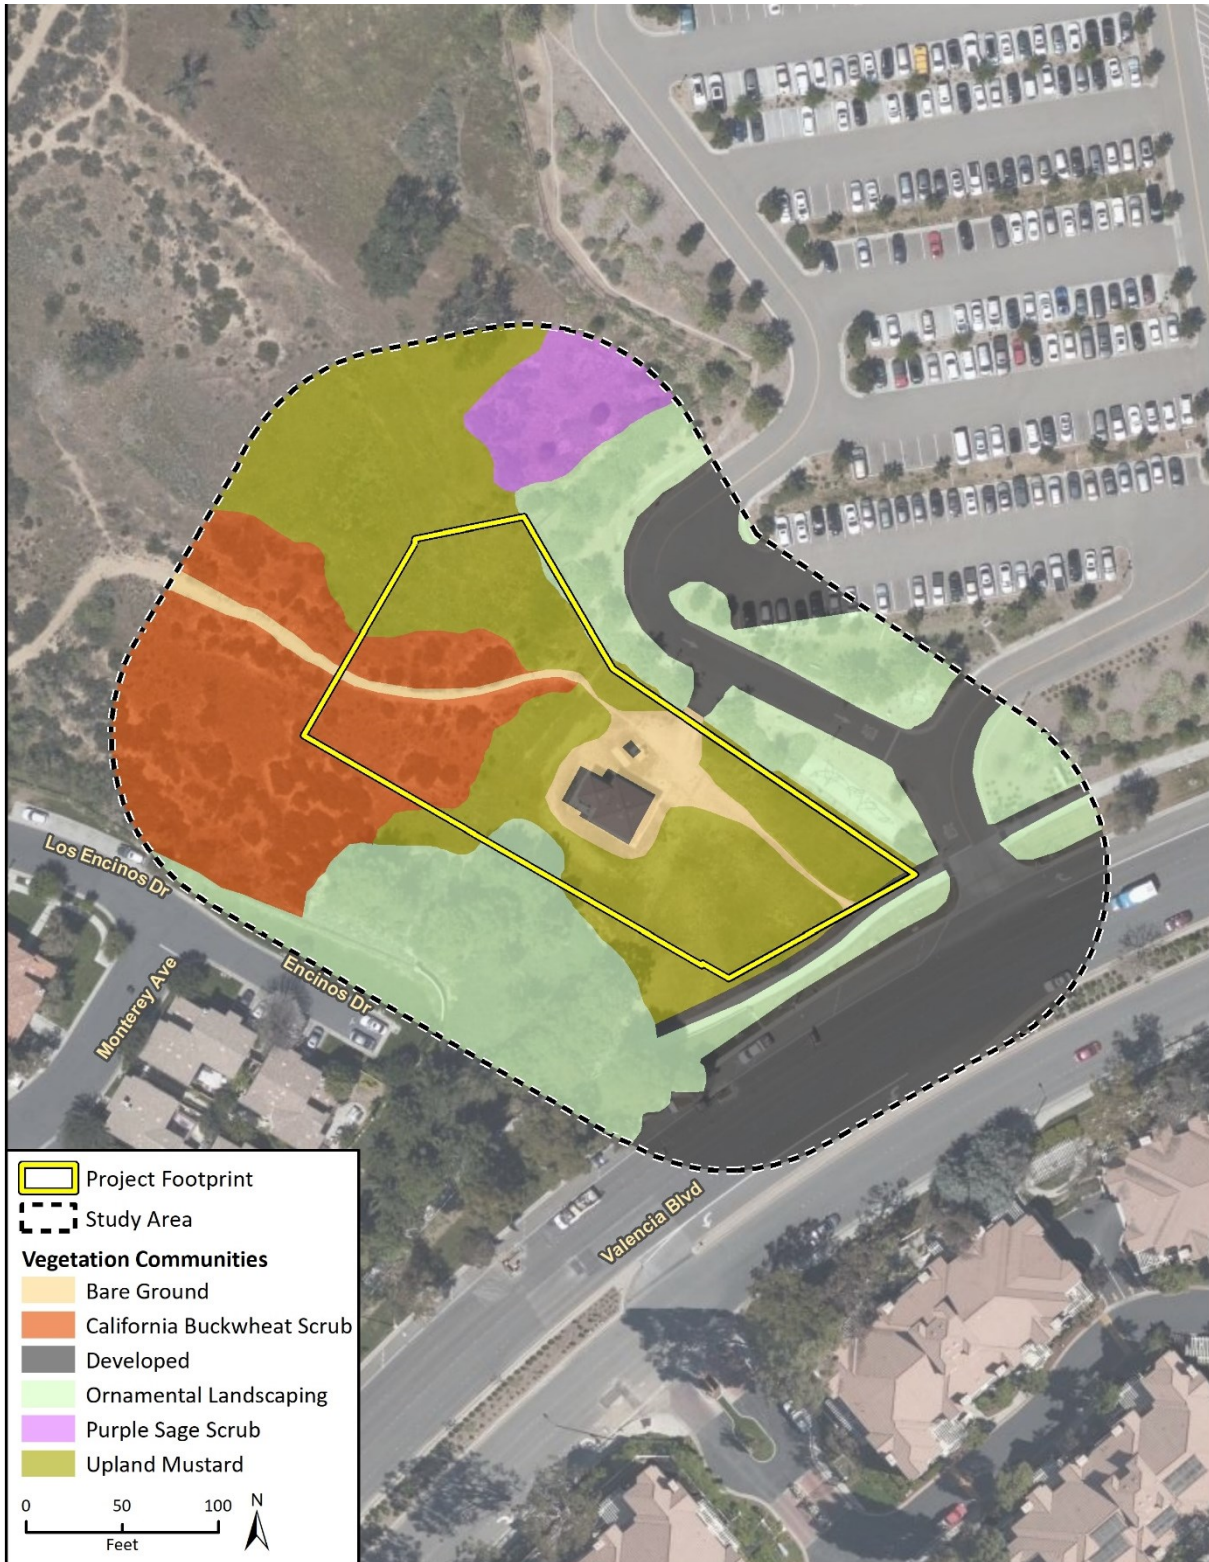 Los Encinos Dr
Monterey Ave
Encinos Dr
Valencia Blvd
Project Footprint
Study Area
Vegetation Communities
Bare Ground
California Buckwheat Scrub
Developed
Ornamental Landscaping
Purple Sage Scrub
Upland Mustard
0 50 100 N
Feet